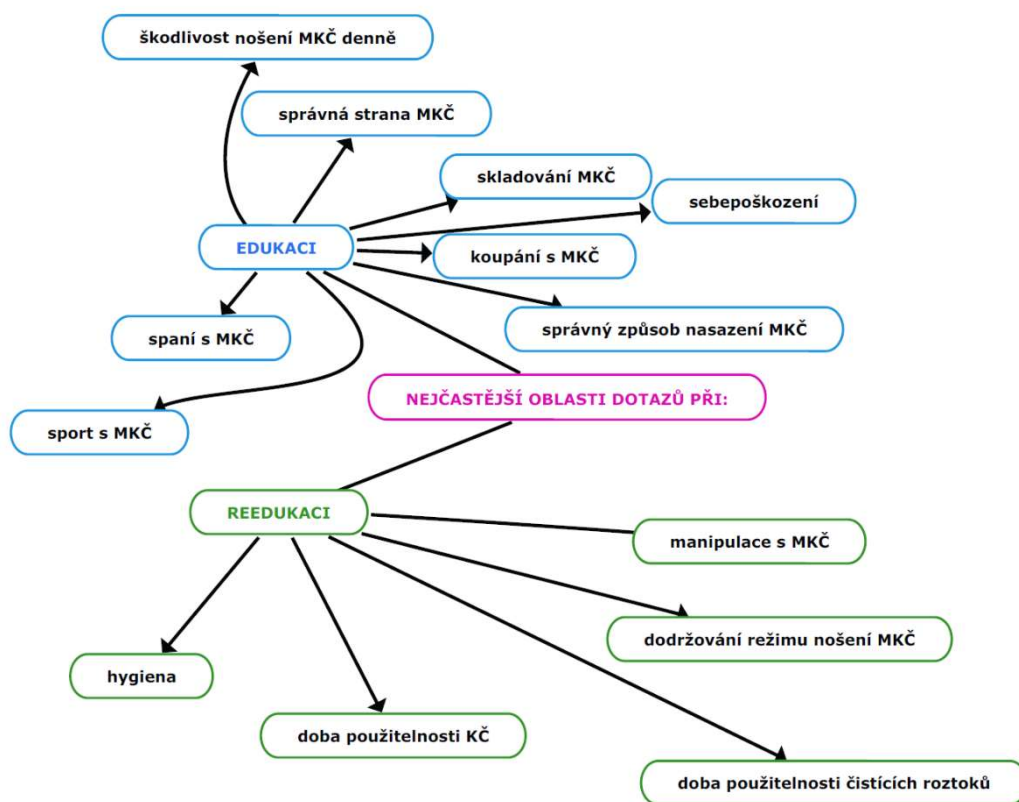 škodlivost nošení MKČ denně
správná strana MKČ
skladování MKČ
sebepoškození
EDUKACI
koupání s MKČ
spaní s MKČ
správný způsob nasazení MKČ
NEJČASTĚJŠÍ OBLASTI DOTAZŮ PŘI:
sport s MKČ
REEDUKACI
manipulace s MKČ
dodržování režimu nošení MKČ
hygiena
doba použitelnosti KČ
doba použitelnosti čistících roztoků